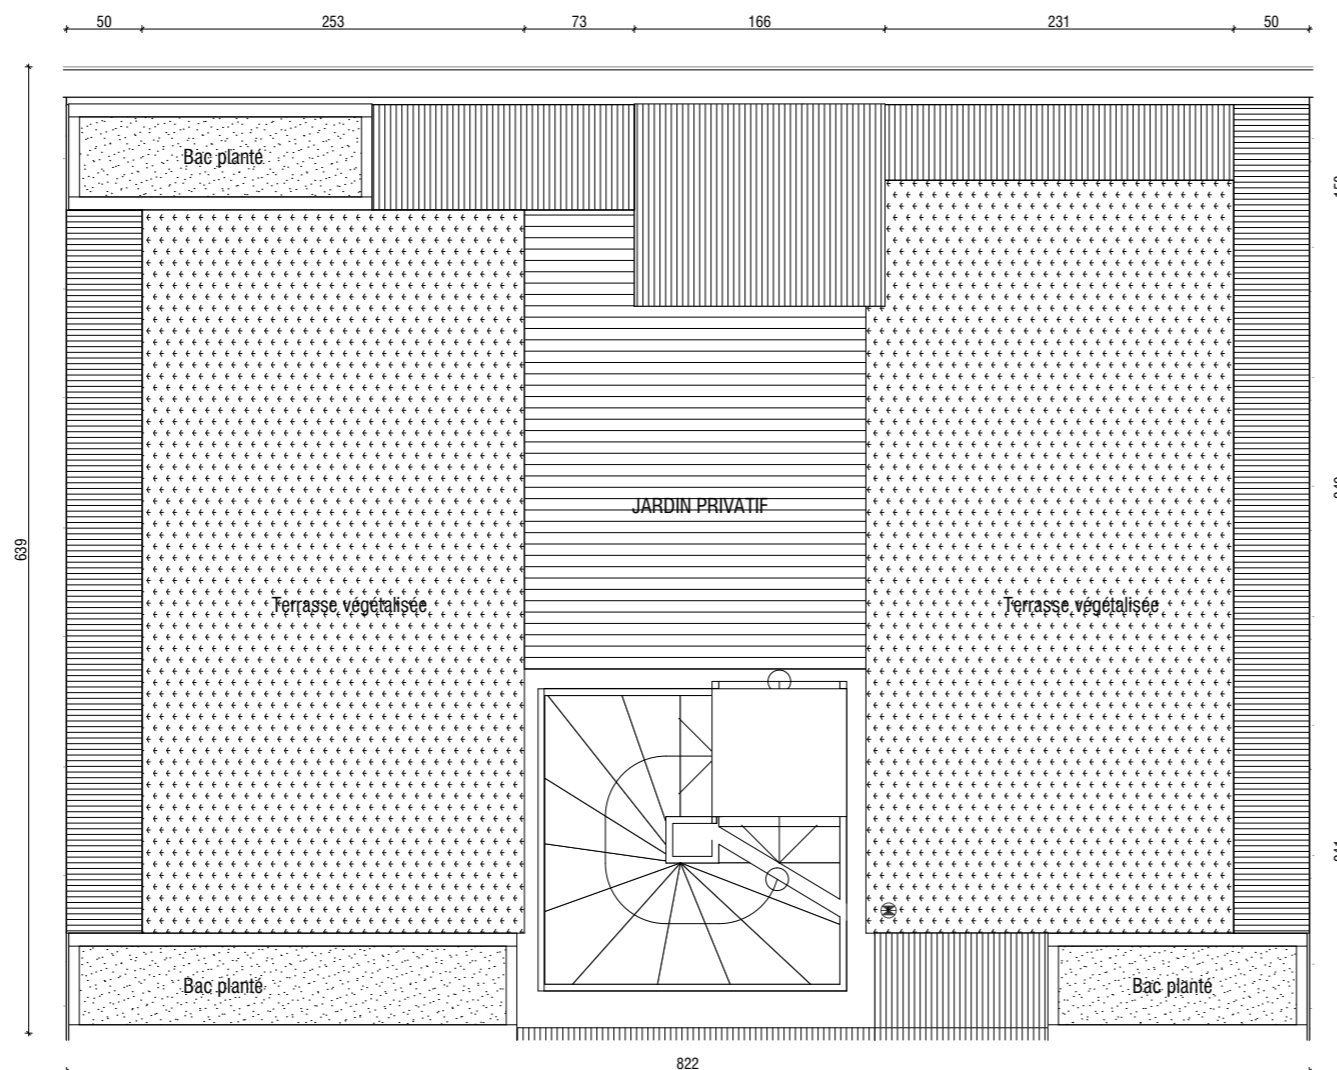 50 253 73 166 231 50
Bac planté
639
JARDIN PRIVATIF
Terrasse végétalisée
Terrasse végétalisée
Bac planté
Bac planté
822